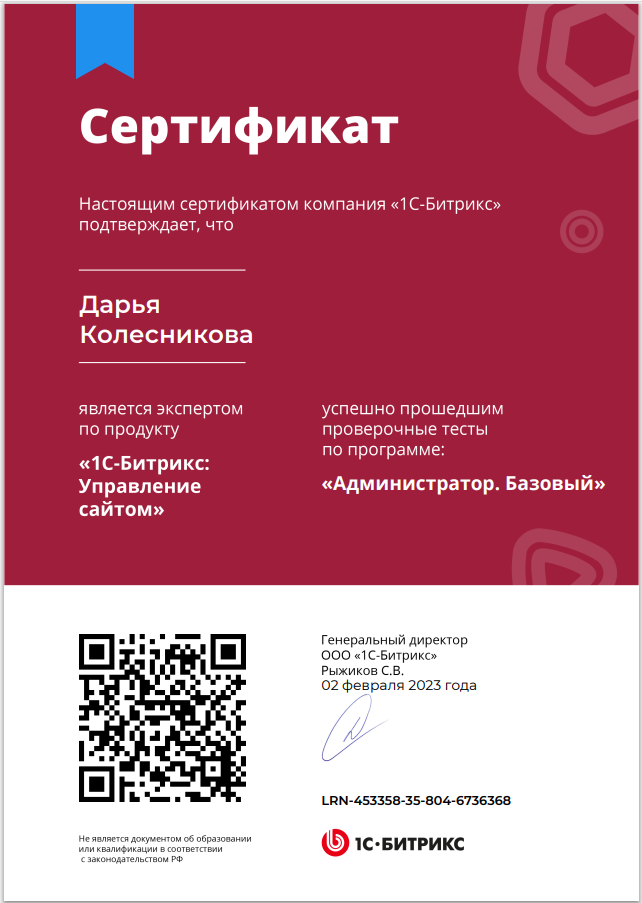 Сертификат
Настоящим сертификатом компания «1С-Битрикс»
подтверждает, что
Дарья
Колесникова
является экспертом
по продукту
«1С-Битрикс:
Управление
сайтом»
успешно прошедшим
проверочные тесты
по программе:
«Администратор. Базовый»
Генеральный директор
ООО «1С-Битрикс»
Рыжиков С.В.
02 февраля 2023 года
LRN-453358-35-804-6736368
Не является документом об образовании
или квалификации в соответствии
с законодательством РФ
1С·БИТРИКС